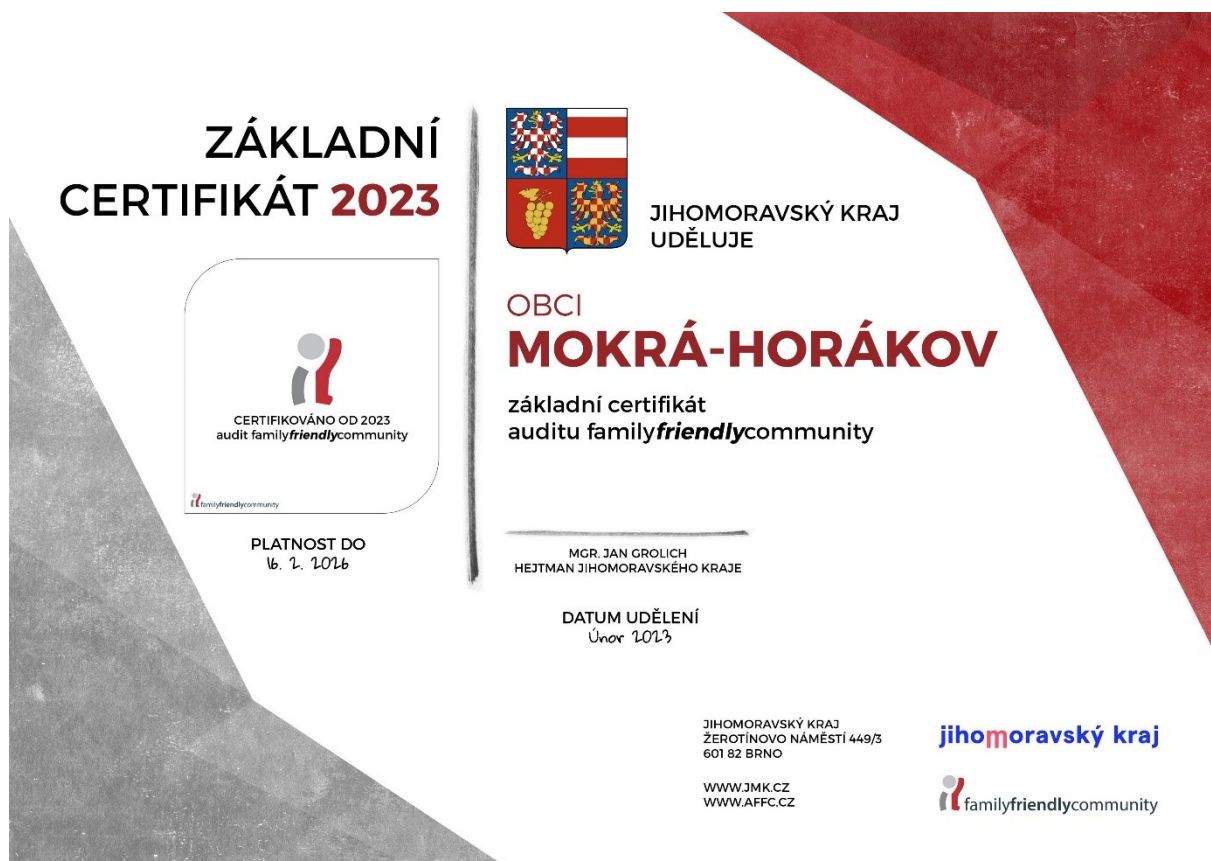 ZÁKLADNÍ
CERTIFIKÁT 2023
CERTIFIKOVÁNO OD 2023
audit familyfriendlycommunity
familyfriendlycommunity
PLATNOST DO
16. 2. 2026
JIHOMORAVSKÝ KRAJ
UDĚLUJE
OBCI
MOKRÁ-HORÁKOV
základní certifikát
auditu familyfriendlycommunity
MGR. JAN GROLICH
HEJTMAN JIHOMORAVSKÉHO KRAJE
DATUM UDĚLENÍ
Únor 2023
JIHOMORAVSKÝ KRAJ
ŽEROTÍNOVO NÁMĚSTÍ 449/3
601 82 BRNO
WWW.JMK.CZ
WWW.AFFC.CZ
jihomoravský kraj
familyfriendlycommunity